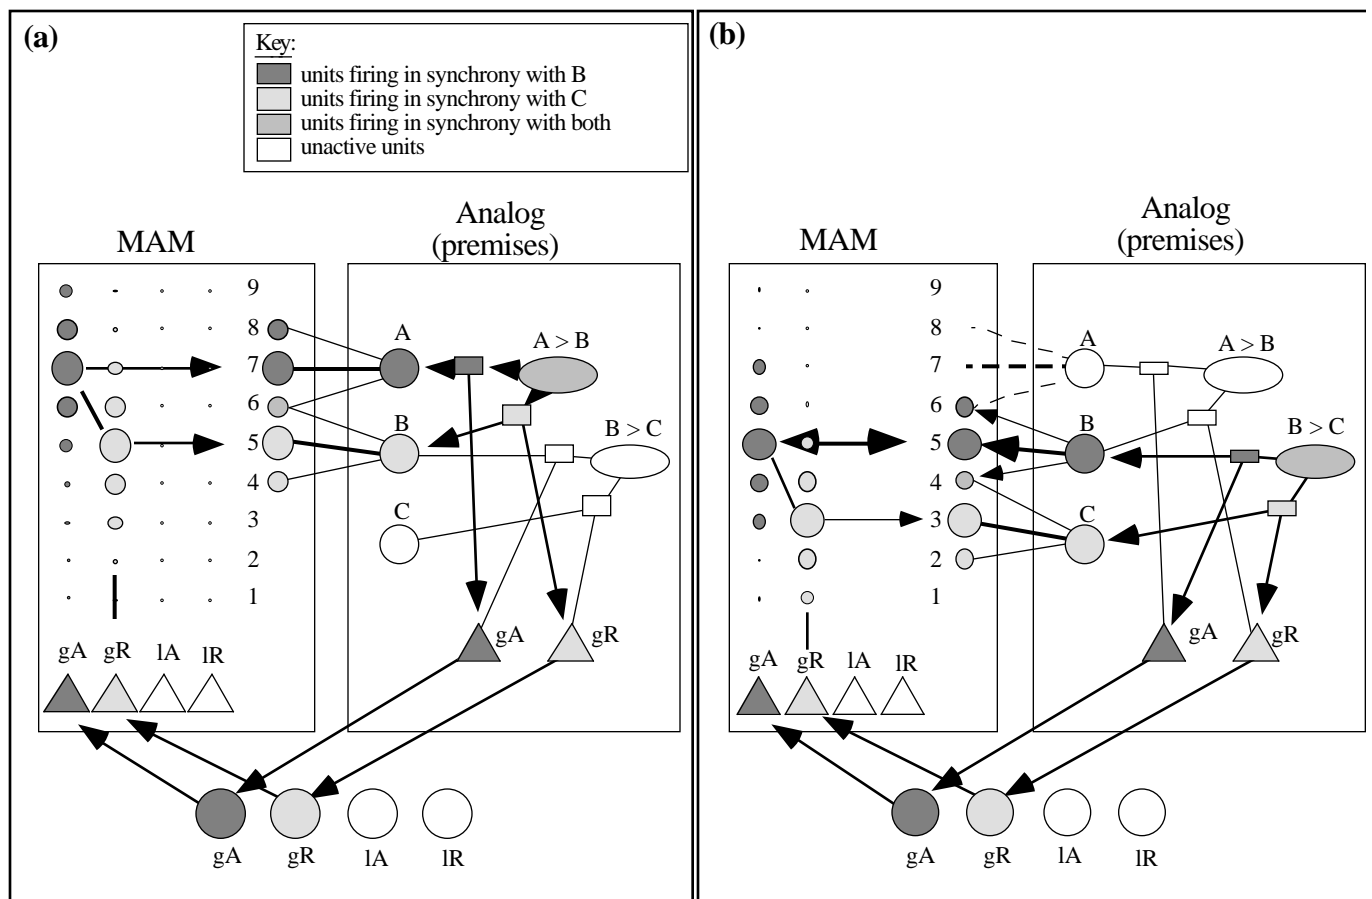 (a)
Key:
units firing in synchrony with B
units firing in synchrony with C
units firing in synchrony with both
unactive units
MAM
Analog
(premises)
9
8
7
6
5
4
3
2
1
A
B
C
A > B
B > C
gA
gR
gA gR lA lR
gA gR lA lR
(b)
MAM
Analog
(premises)
9
8
7
6
5
4
3
2
1
A
B
C
A > B
B > C
gA
gR
gA gR lA lR
gA gR lA lR